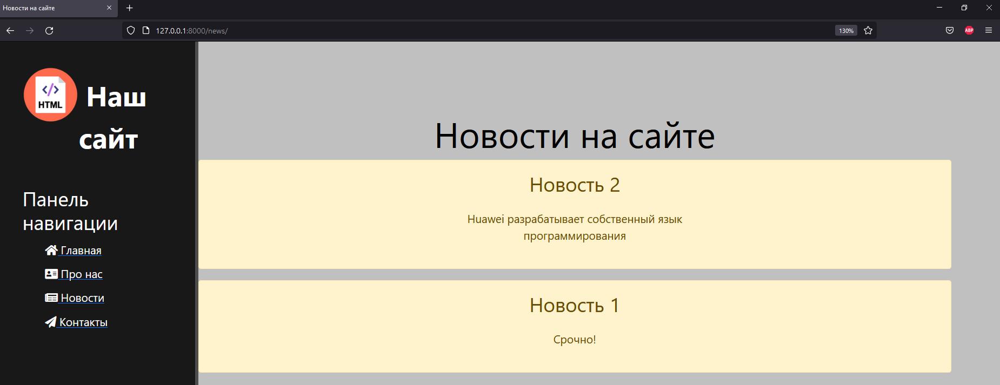 Новости на сайте
127.0.0.1:8000/news/
130%
ABP
</>
HTML
Наш
сайт
Панель
навигации
Главная
Про нас
Новости
Контакты
Новости на сайте
Новость 2
Huawei разрабатывает собственный язык
программирования
Новость 1
Срочно!